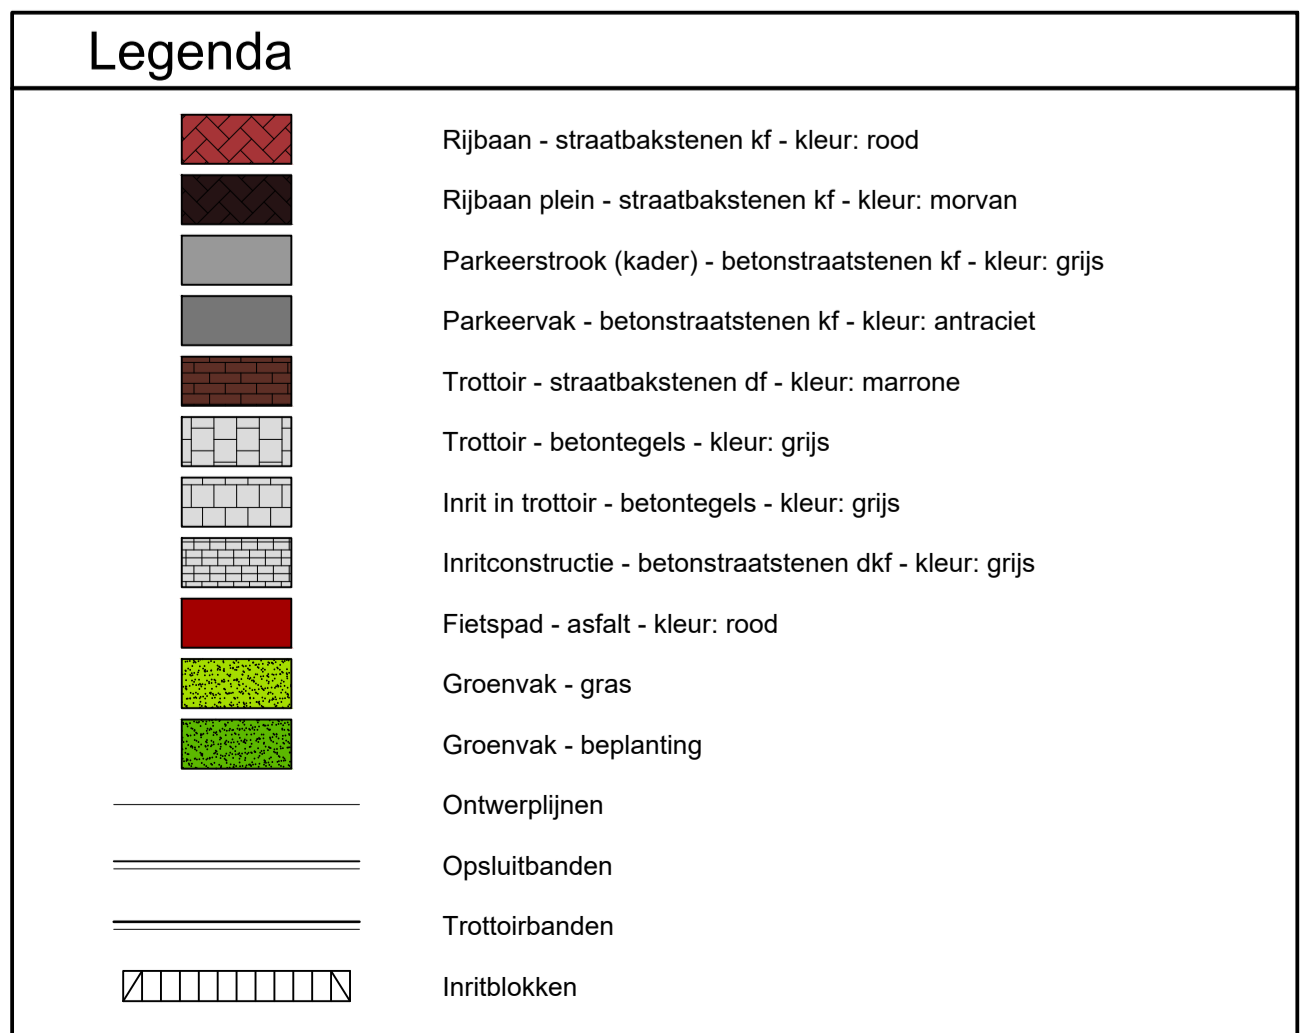 Legenda
Rijbaan - straatbakstenen kf - kleur: rood
Rijbaan plein - straatbakstenen kf - kleur: morvan
Parkeerstrook (kader) - betonstraatstenen kf - kleur: grijs
Parkeervak - betonstraatstenen kf - kleur: antraciet
Trottoir - straatbakstenen df - kleur: marrone
Trottoir - betontegels - kleur: grijs
Inrit in trottoir - betontegels - kleur: grijs
Inritconstructie - betonstraatstenen dkf - kleur: grijs
Fietspad - asfalt - kleur: rood
Groenvak - gras
Groenvak - beplanting
Ontwerplijnen
Opsluitbanden
Trottoirbanden
Inritblokken